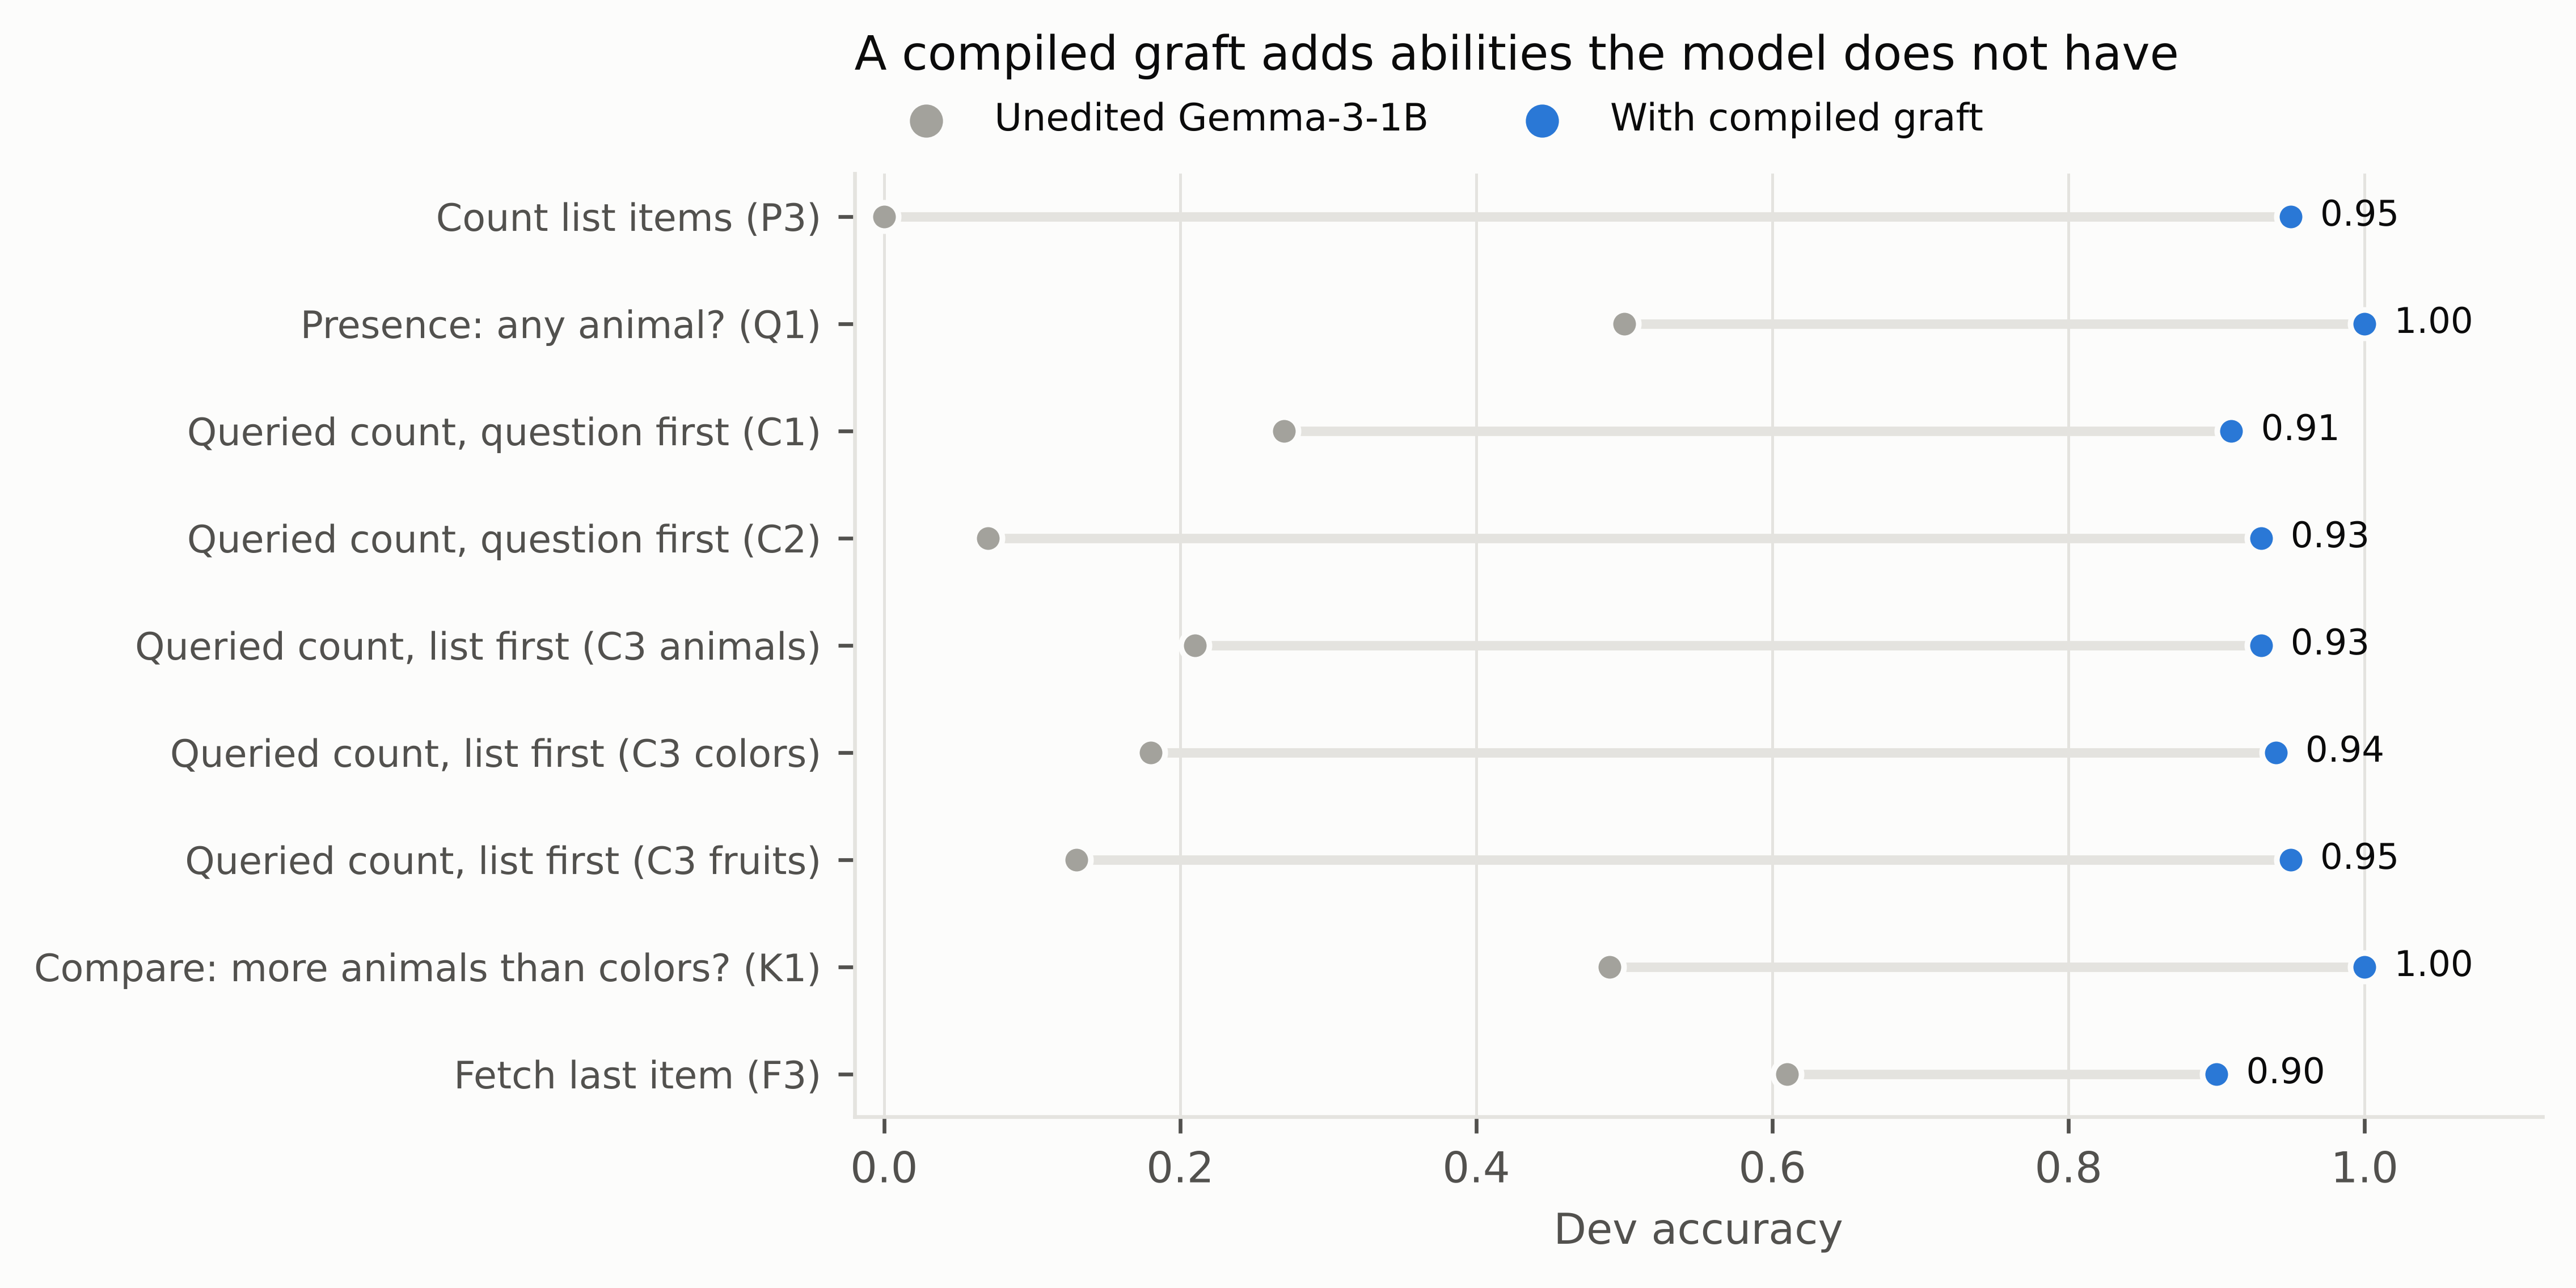 A compiled graft adds abilities the model does not have
Unedited Gemma-3-1B
With compiled graft
Count list items (P3)
0.95
Presence: any animal? (Q1)
1.00
Queried count, question first (C1)
0.91
Queried count, question first (C2)
0.93
Queried count, list first (C3 animals)
0.93
Queried count, list first (C3 colors)
0.94
Queried count, list first (C3 fruits)
0.95
Compare: more animals than colors? (K1)
1.00
Fetch last item (F3)
0.90
0.0 0.2 0.4 0.6 0.8 1.0
Dev accuracy